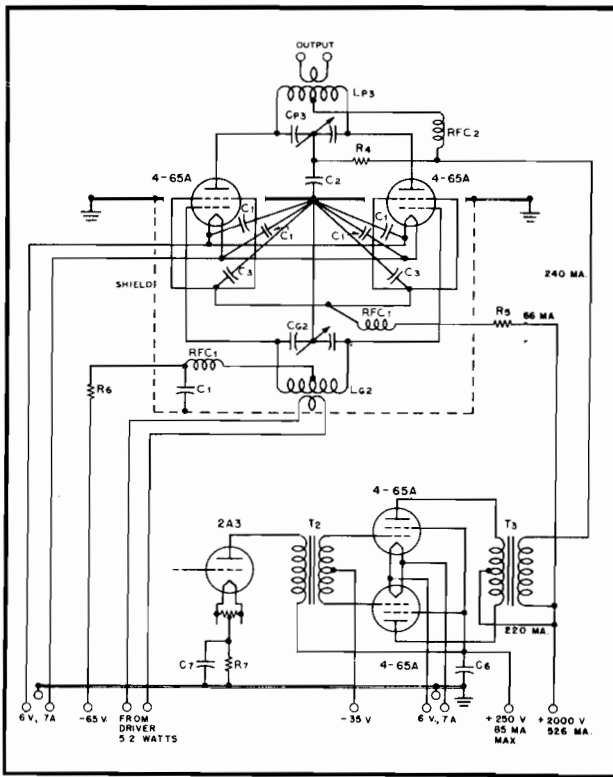 OUTPUT
LP3
CP3
RFC2
R4
4-65A
4-65A
C2
C1
C1
C1
C1
C3
C3
240 MA.
SHIELD
RFC1
R5
66 MA
CG2
RFC1
R6
C1
LG2
4-65A
2A3
T2
T3
220 MA.
4-65A
C7
R7
C6
6 V, 7A
-65V
FROM
DRIVER
5.2 WATTS
-35 V
6 V, 7A
+250 V
85 MA
MAX
+2000 V
526 MA.